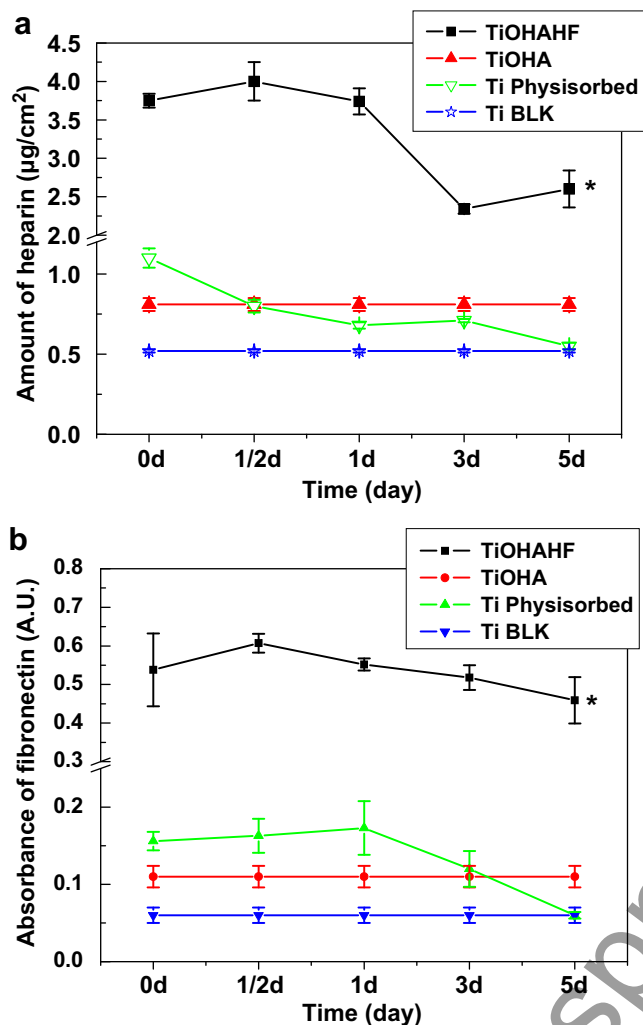 a
TiOHAHF
TiOHA
Ti Physisorbed
Ti BLK
Amount of heparin (μg/cm²)
4.5
4.0
3.5
3.0
2.5
2.0
1.0
0.5
0.0
*
0d 1/2d 1d 3d 5d
Time (day)
b
TiOHAHF
TiOHA
Ti Physisorbed
Ti BLK
Absorbance of fibronectin (A.U.)
0.8
0.7
0.6
0.5
0.4
0.3
0.2
0.1
0.0
*
0d 1/2d 1d 3d 5d
Time (day)